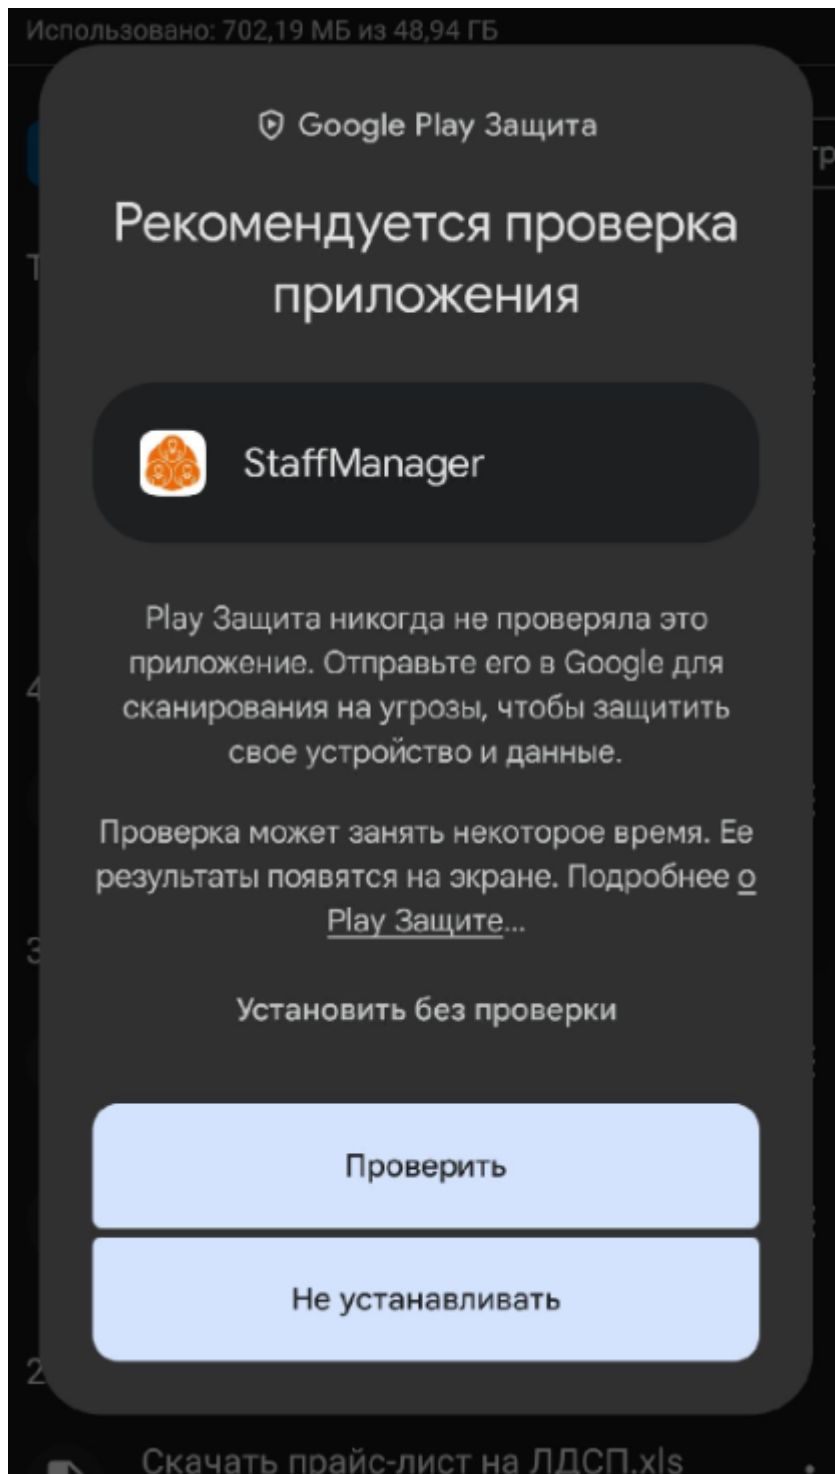 Использовано: 702,19 МБ из 48,94 ГБ
Google Play Защита
Рекомендуется проверка
приложения
StaffManager
Play Защита никогда не проверяла это
приложение. Отправьте его в Google для
сканирования на угрозы, чтобы защитить
свое устройство и данные.
Проверка может занять некоторое время. Ее
результаты появятся на экране. Подробнее о
Play Защите...
Установить без проверки
Проверить
Не устанавливать
Скачать прайс-лист на ЛДСП.xls